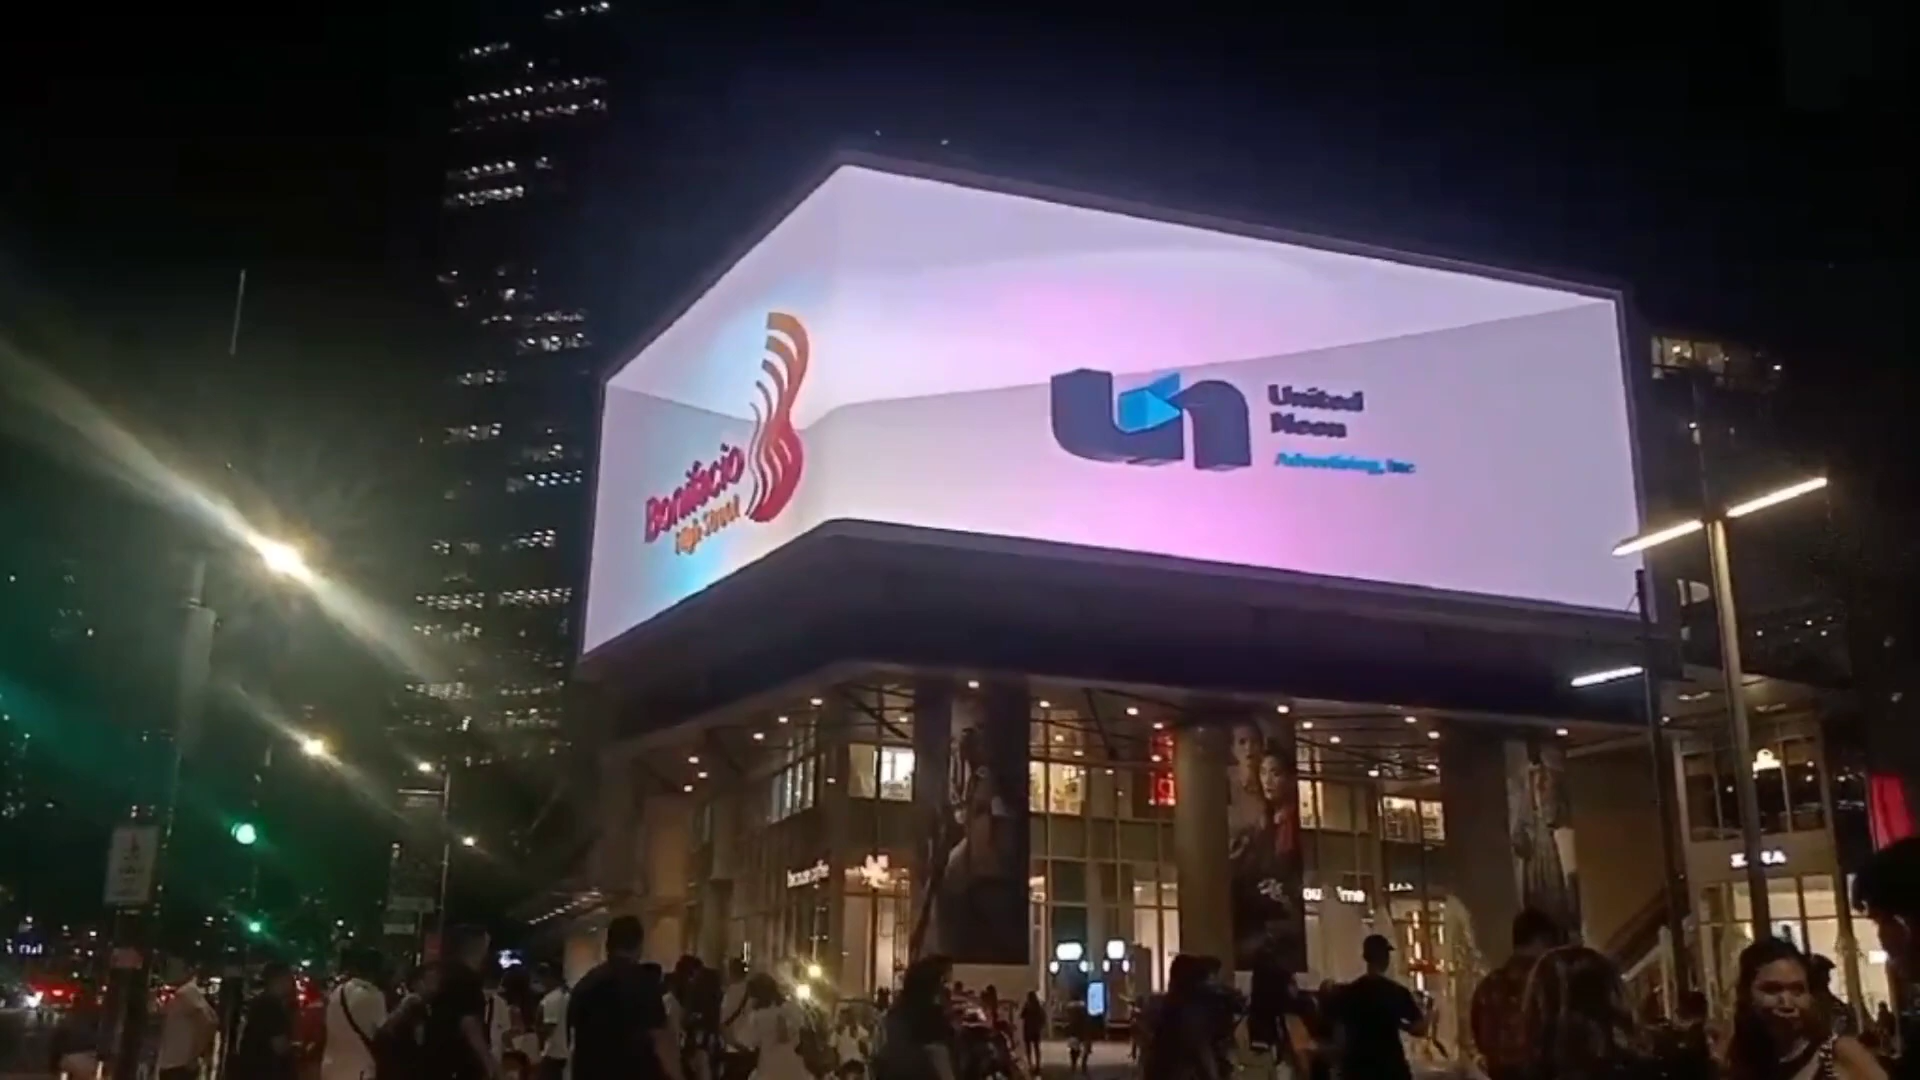 Bonifacio
High Street
United
Neon
Advertising, Inc
ZARA